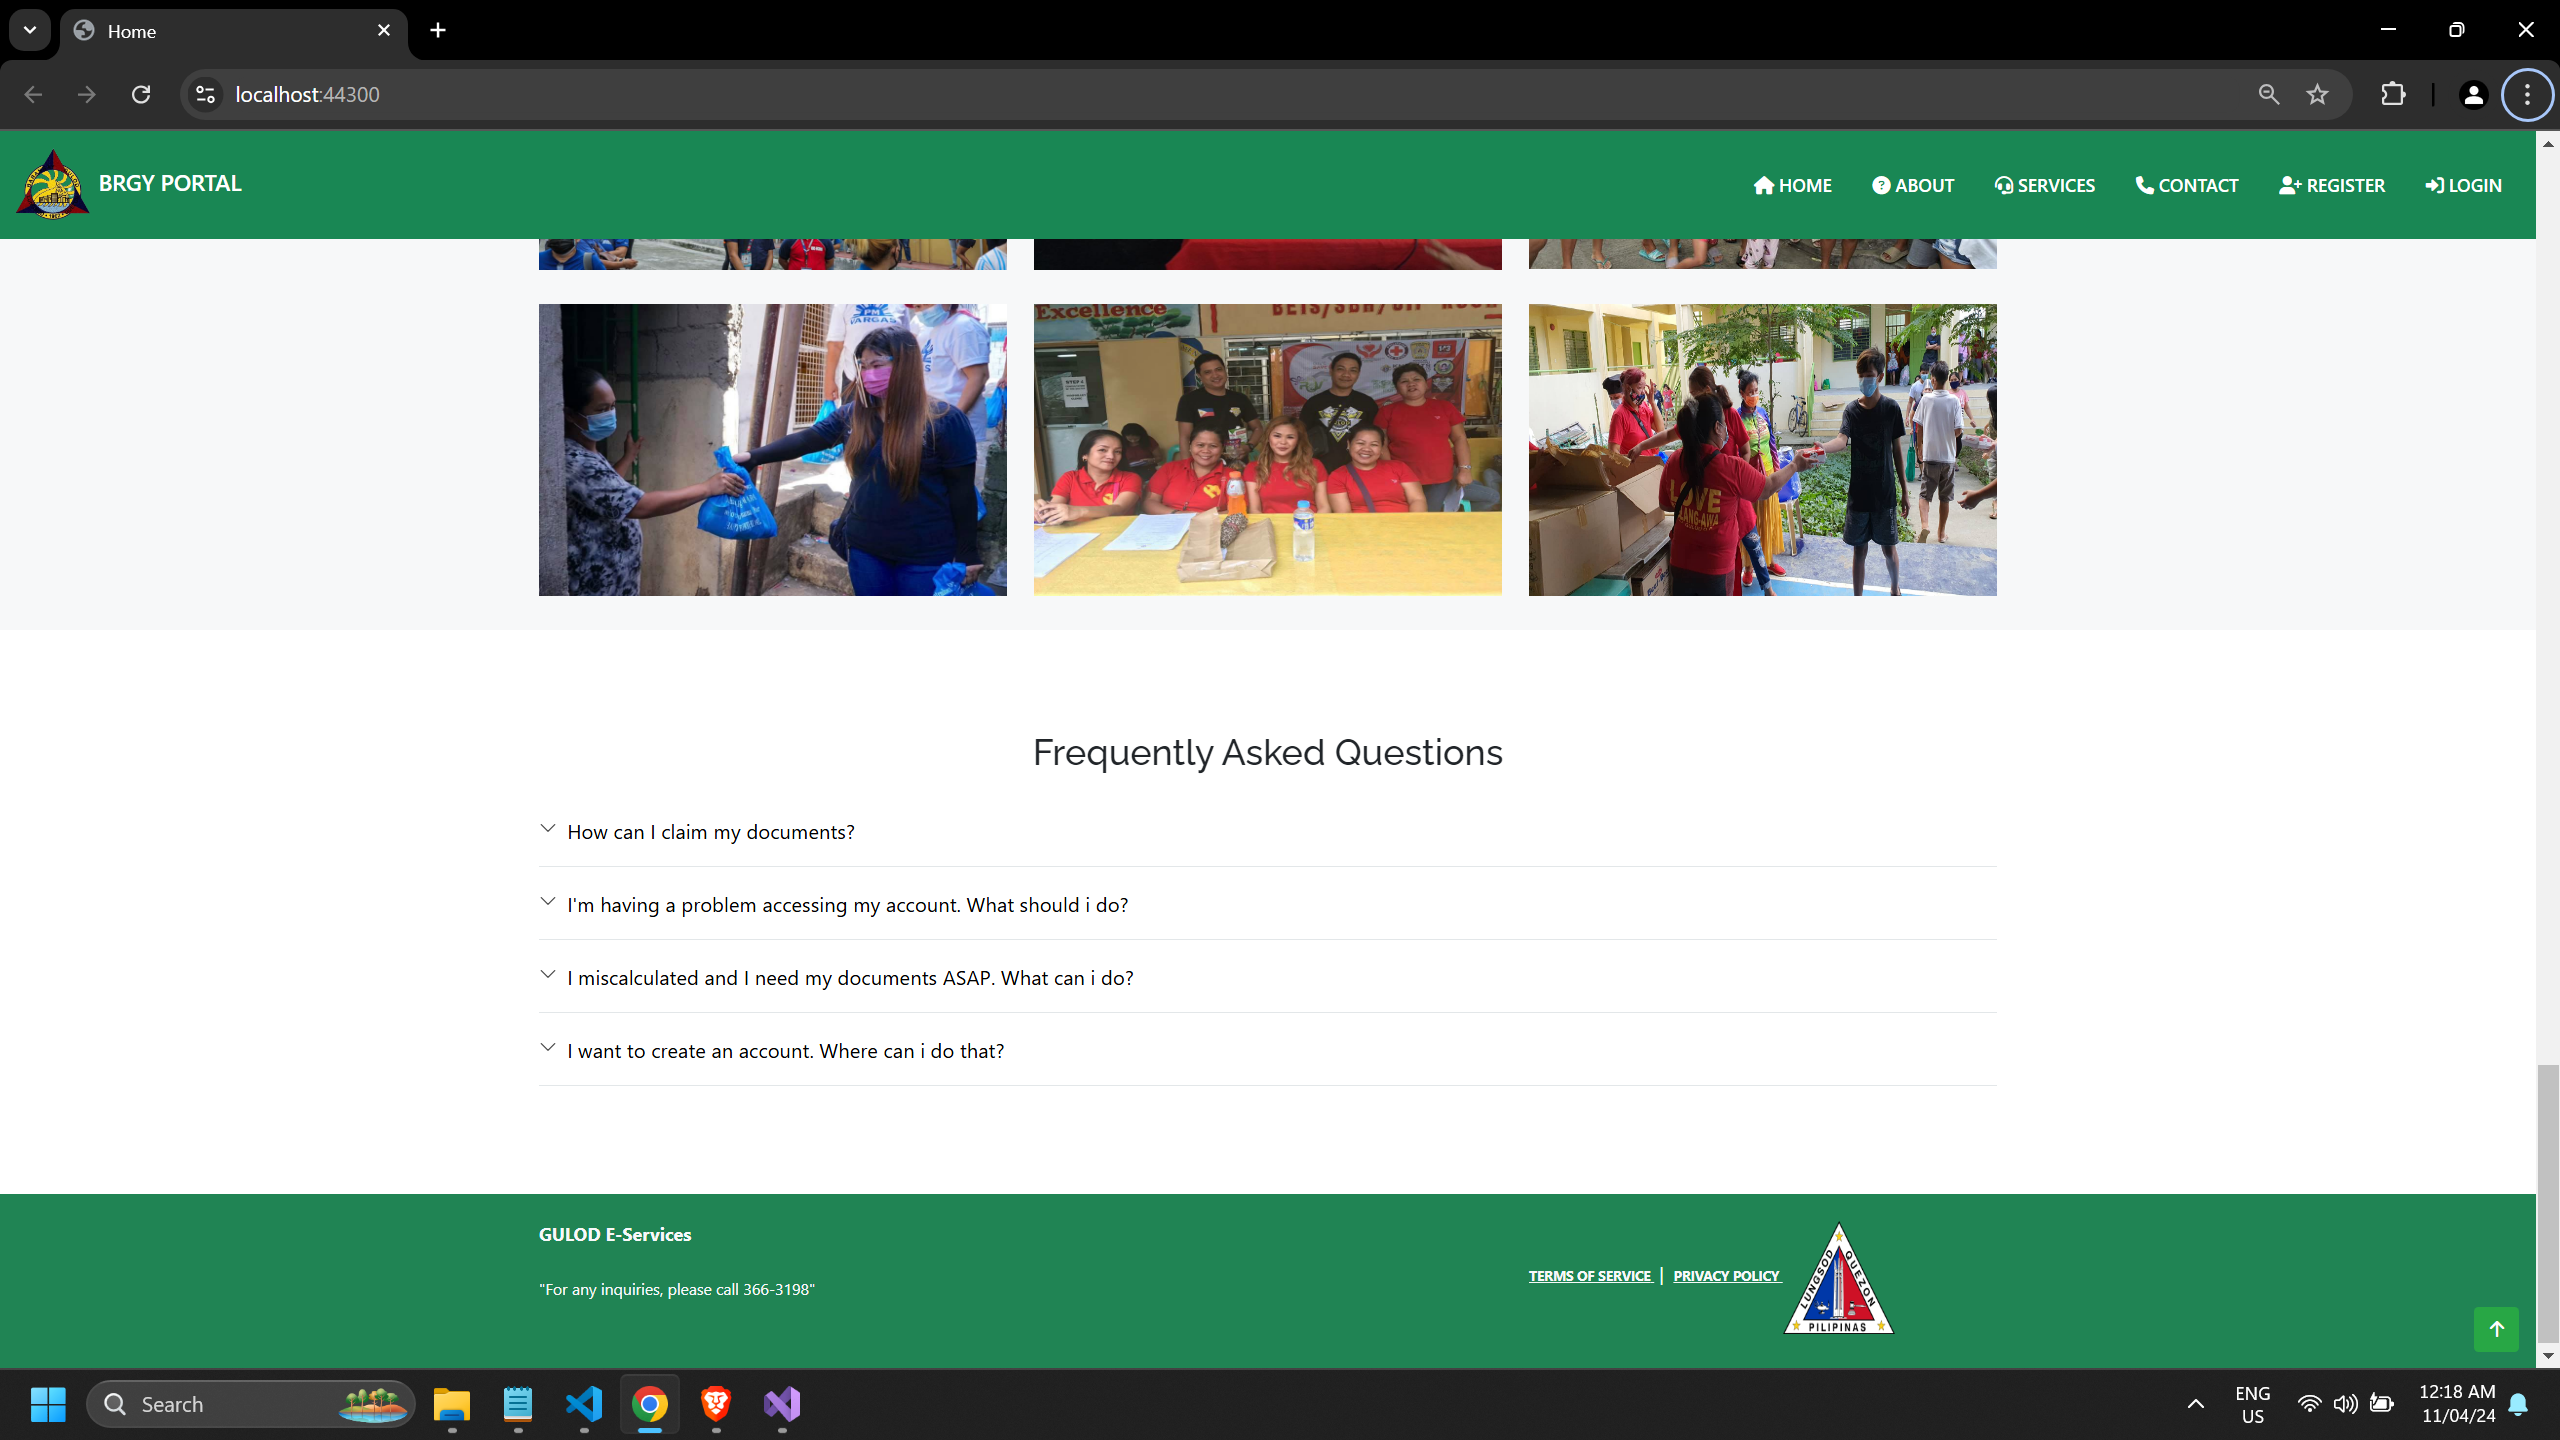 Home
localhost:44300
BRGY PORTAL
HOME
ABOUT
SERVICES
CONTACT
REGISTER
LOGIN
PM
VARGAS
Excellence
LOVE
Frequently Asked Questions
How can I claim my documents?
I'm having a problem accessing my account. What should i do?
I miscalculated and I need my documents ASAP. What can i do?
I want to create an account. Where can i do that?
GULOD E-Services
"For any inquiries, please call 366-3198"
TERMS OF SERVICE | PRIVACY POLICY
LUNGSOD QUEZON
PILIPINAS
Search
ENG
US
12:18 AM
11/04/24